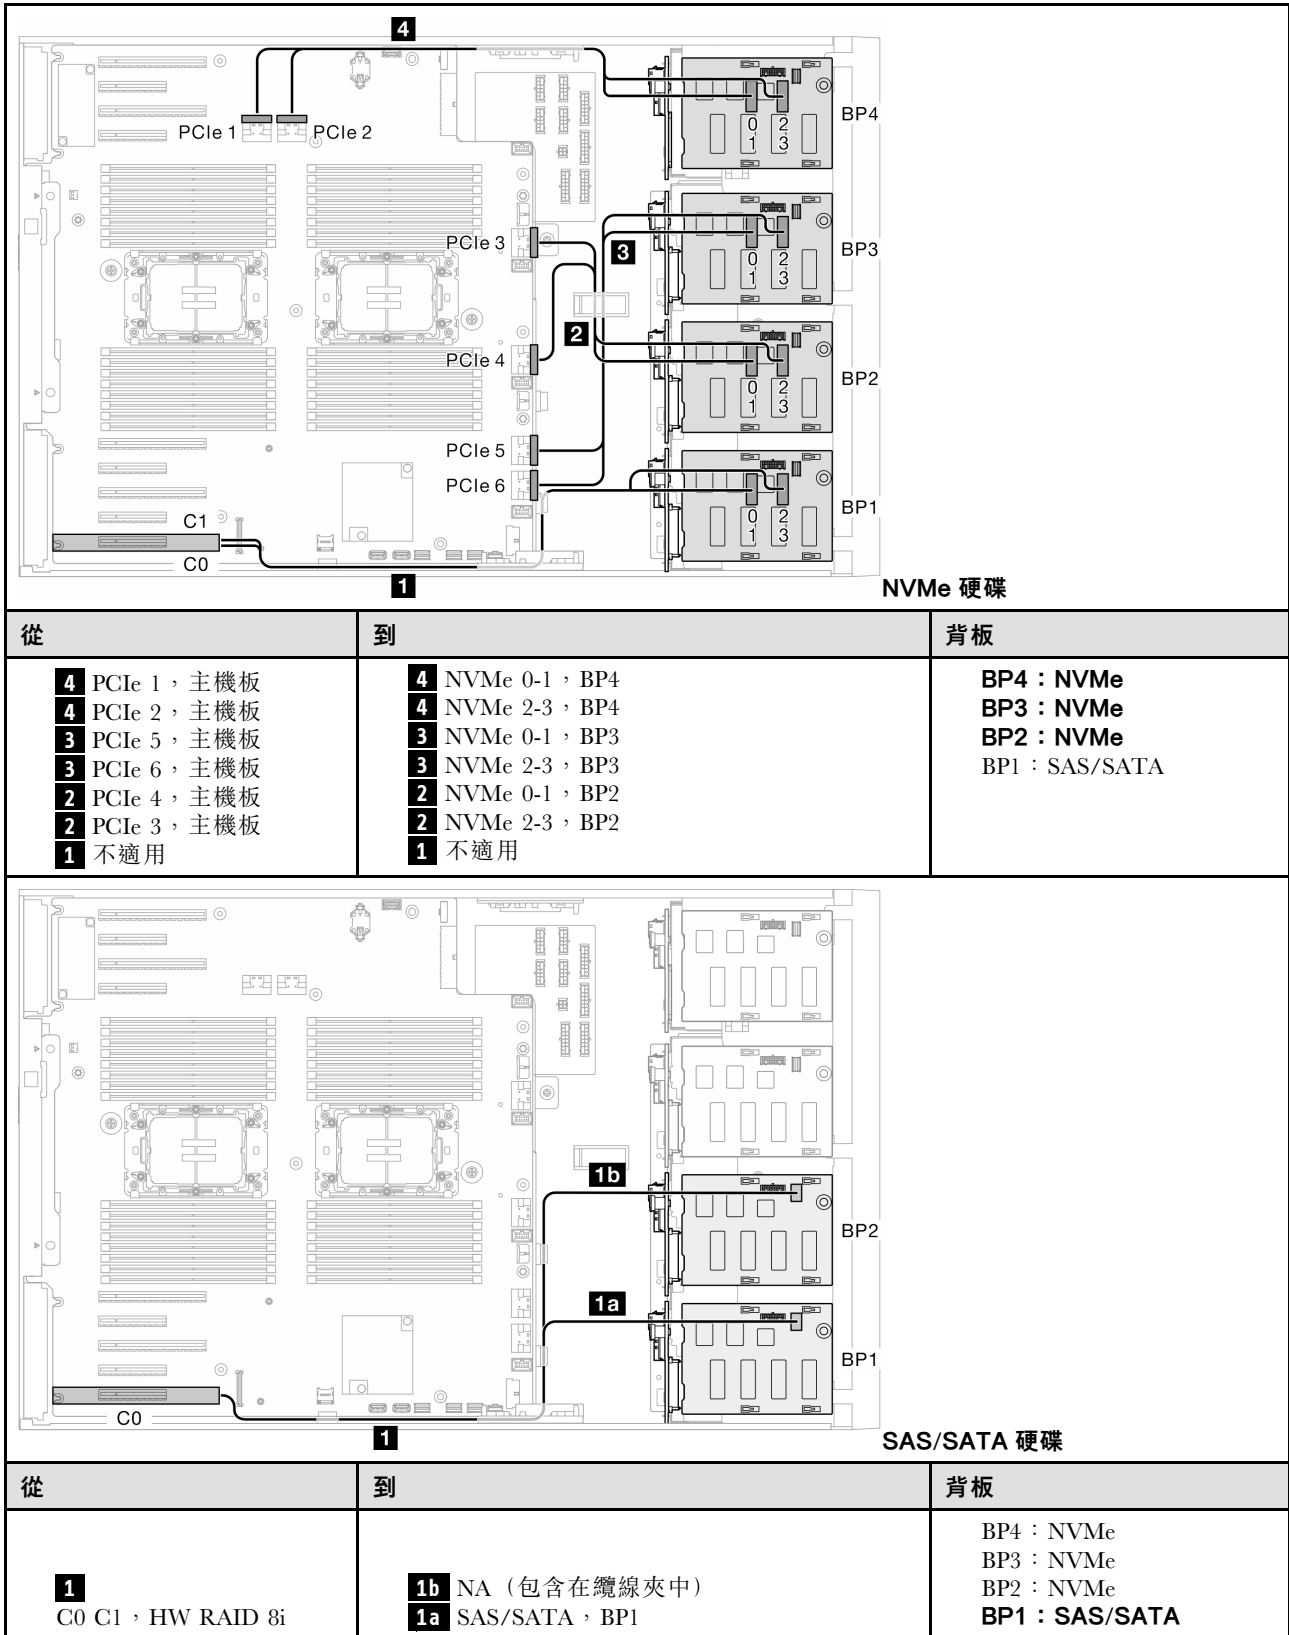 4
PCIe 1
PCIe 2
BP4
0 2
1 3
PCIe 3
3
BP3
0 2
1 3
2
PCIe 4
BP2
0 2
1 3
PCIe 5
PCIe 6
BP1
0 2
1 3
C1
C0
1
NVMe 硬碟
從 到 背板
4 PCIe 1，主機板
4 PCIe 2，主機板
3 PCIe 5，主機板
3 PCIe 6，主機板
2 PCIe 4，主機板
2 PCIe 3，主機板
1 不適用
4 NVMe 0-1，BP4
4 NVMe 2-3，BP4
3 NVMe 0-1，BP3
3 NVMe 2-3，BP3
2 NVMe 0-1，BP2
2 NVMe 2-3，BP2
1 不適用
BP4：NVMe
BP3：NVMe
BP2：NVMe
BP1：SAS/SATA
1b
BP2
1a
BP1
C0
1
SAS/SATA 硬碟
從 到 背板
1
C0 C1，HW RAID 8i
1b NA（包含在纜線夾中）
1a SAS/SATA，BP1
BP4：NVMe
BP3：NVMe
BP2：NVMe
BP1：SAS/SATA